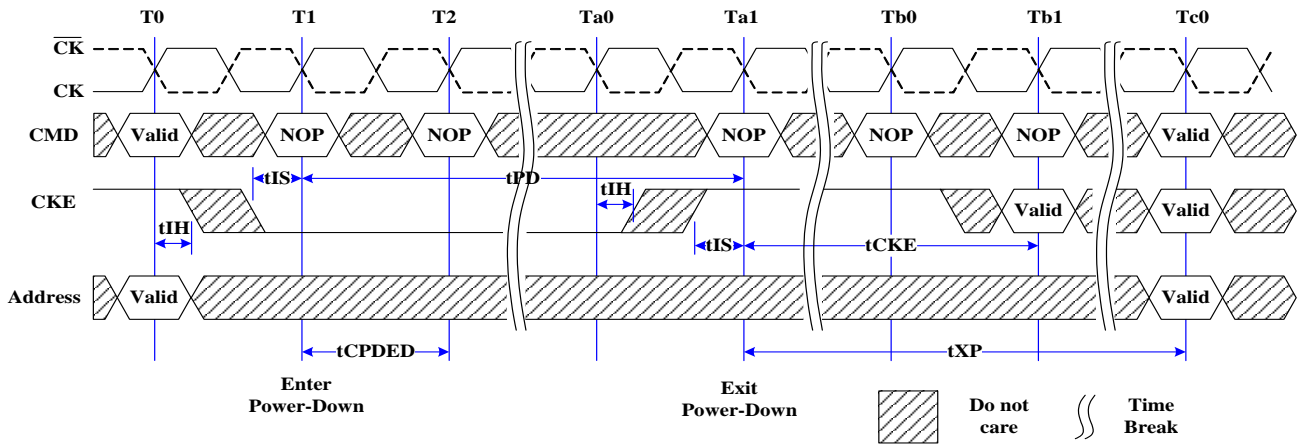 T0 T1 T2 Ta0 Ta1 Tb0 Tb1 Tc0
CK
CK
CMD Valid NOP NOP NOP NOP NOP Valid
tIS tPD tIH
CKE Valid Valid
tIH tIS tCKE
Address Valid Valid
tCPDED tXP
Enter
Power-Down
Exit
Power-Down
Do not
care
Time
Break